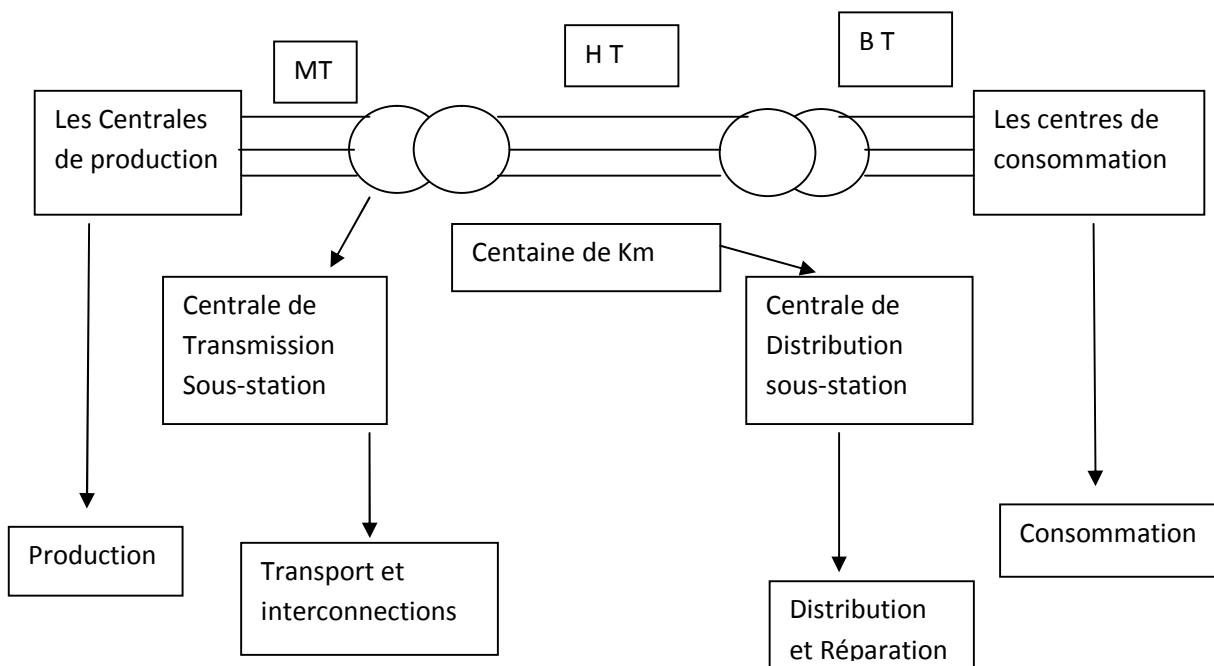 MT
H T
B T
Les Centrales
de production
Les centres de
consommation
Centaine de Km
Centrale de
Transmission
Sous-station
Centrale de
Distribution
sous-station
Production
Transport et
interconnections
Distribution
et Réparation
Consommation